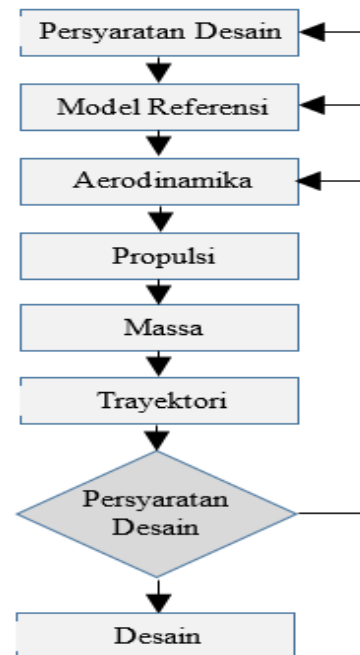 Persyaratan Desain
Model Referensi
Aerodinamika
Propulsi
Massa
Trayektori
Persyaratan
Desain
Desain